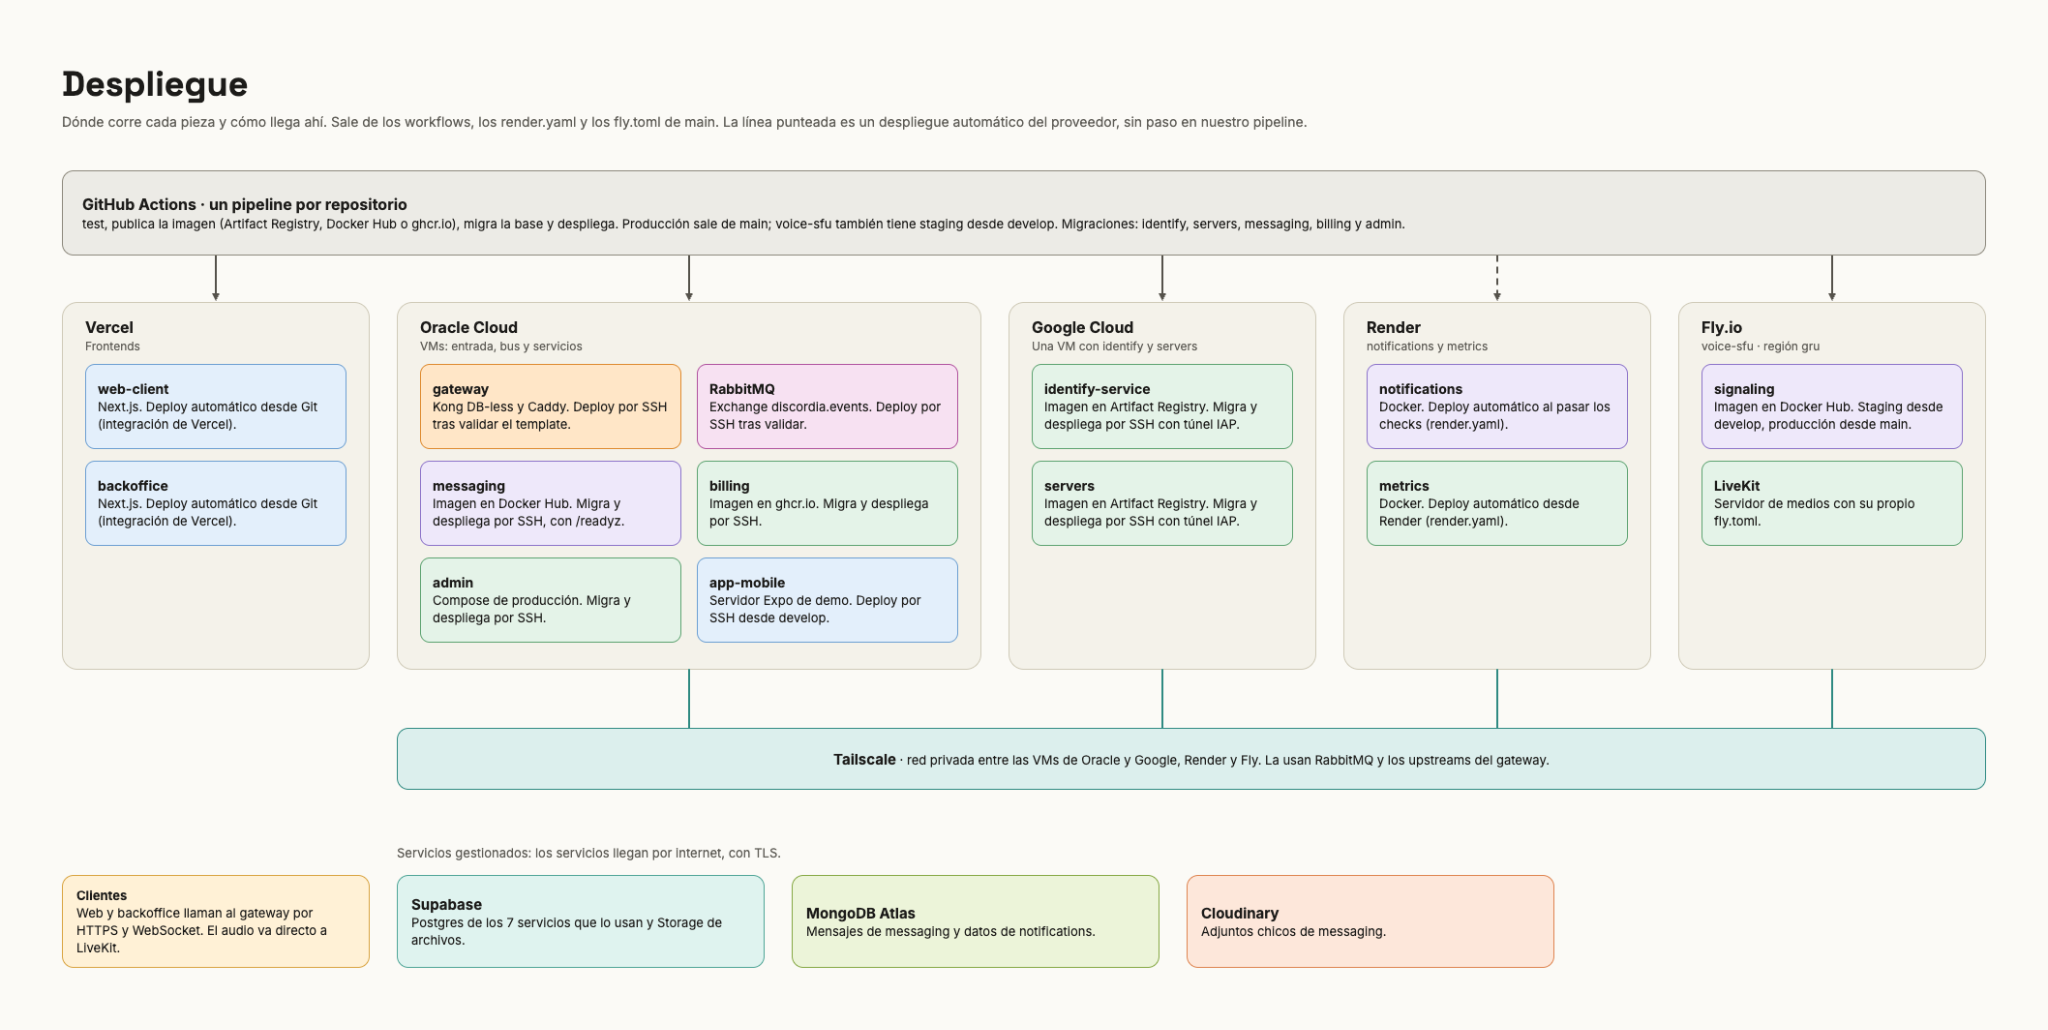 Despliegue
Dónde corre cada pieza y cómo llega ahí. Sale de los workflows, los render.yaml y los fly.toml de main. La línea punteada es un despliegue automático del proveedor, sin paso en nuestro pipeline.
GitHub Actions · un pipeline por repositorio
test, publica la imagen (Artifact Registry, Docker Hub o ghcr.io), migra la base y despliega. Producción sale de main; voice-sfu también tiene staging desde develop. Migraciones: identify, servers, messaging, billing y admin.
Vercel
Frontends
web-client
Next.js. Deploy automático desde Git
(integración de Vercel).
backoffice
Next.js. Deploy automático desde Git
(integración de Vercel).
Oracle Cloud
VMs: entrada, bus y servicios
gateway
Kong DB-less y Caddy. Deploy por SSH
tras validar el template.
RabbitMQ
Exchange discordia.events. Deploy por
SSH tras validar.
messaging
Imagen en Docker Hub. Migra y
despliega por SSH, con /readyz.
billing
Imagen en ghcr.io. Migra y despliega
por SSH.
admin
Compose de producción. Migra y
despliega por SSH.
app-mobile
Servidor Expo de demo. Deploy por
SSH desde develop.
Google Cloud
Una VM con identify y servers
identify-service
Imagen en Artifact Registry. Migra y
despliega por SSH con túnel IAP.
servers
Imagen en Artifact Registry. Migra y
despliega por SSH con túnel IAP.
Render
notifications y metrics
notifications
Docker. Deploy automático al pasar los
checks (render.yaml).
metrics
Docker. Deploy automático desde
Render (render.yaml).
Fly.io
voice-sfu · región gru
signaling
Imagen en Docker Hub. Staging desde
develop, producción desde main.
LiveKit
Servidor de medios con su propio
fly.toml.
Tailscale · red privada entre las VMs de Oracle y Google, Render y Fly. La usan RabbitMQ y los upstreams del gateway.
Servicios gestionados: los servicios llegan por internet, con TLS.
Clientes
Web y backoffice llaman al gateway por
HTTPS y WebSocket. El audio va directo a
LiveKit.
Supabase
Postgres de los 7 servicios que lo usan y Storage de
archivos.
MongoDB Atlas
Mensajes de messaging y datos de notifications.
Cloudinary
Adjuntos chicos de messaging.